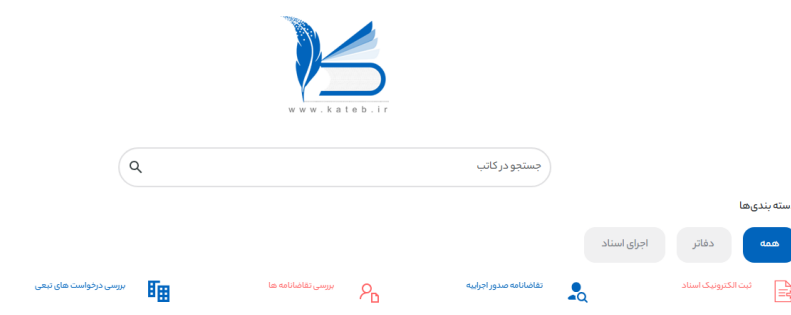 www.kateb.ir
جستجو در کاتب
سته بندی‌ها
همه
دفاتر
اجرای اسناد
ثبت الکترونیک اسناد
تقاضانامه صدور اجراییه
بررسی تقاضانامه ها
بررسی درخواست های تبعی